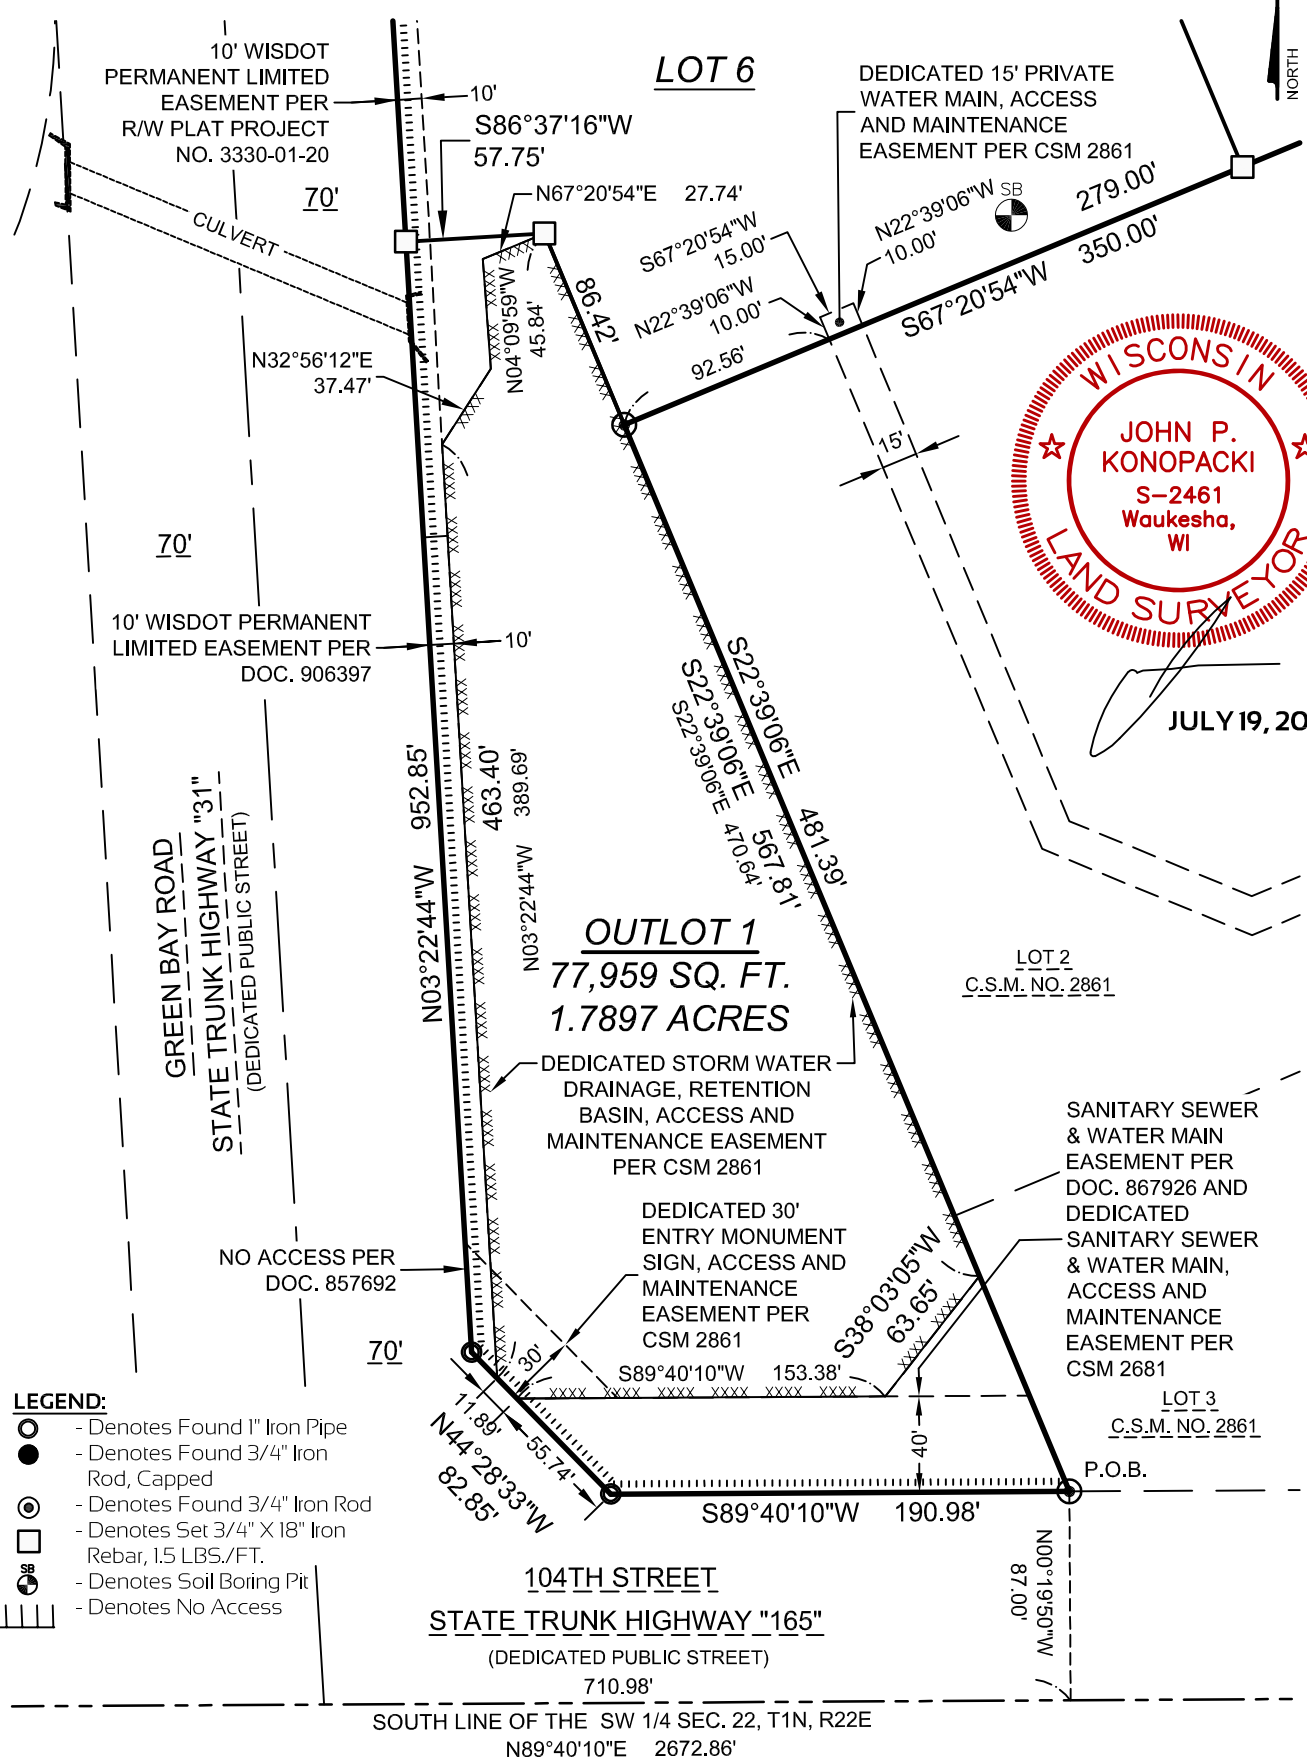 10' WISDOT
PERMANENT LIMITED
EASEMENT PER
R/W PLAT PROJECT
NO. 3330-01-20
10'
LOT 6
DEDICATED 15' PRIVATE
WATER MAIN, ACCESS
AND MAINTENANCE
EASEMENT PER CSM 2861
NORTH
S86°37'16"W
57.75'
70'
N67°20'54"E 27.74'
CULVERT
S67°20'54"W
15.00'
N22°39'06"W
10.00'
SB
N22°39'06"W
10.00'
279.00'
S67°20'54"W 350.00'
92.56'
86.42'
N04°09'59"W
45.84'
N32°56'12"E
37.47'
15'
WISCONSIN
JOHN P.
KONOPACKI
S-2461
Waukesha,
WI
LAND SURVEYOR
JULY 19, 20
70'
10' WISDOT PERMANENT
LIMITED EASEMENT PER
DOC. 906397
10'
S22°39'06"E 481.39'
S22°39'06"E 567.81'
S22°39'06"E 470.64'
N03°22'44"W 952.85'
463.40'
N03°22'44"W 389.69'
GREEN BAY ROAD
STATE TRUNK HIGHWAY "31"
(DEDICATED PUBLIC STREET)
OUTLOT 1
77,959 SQ. FT.
1.7897 ACRES
LOT 2
C.S.M. NO. 2861
DEDICATED STORM WATER
DRAINAGE, RETENTION
BASIN, ACCESS AND
MAINTENANCE EASEMENT
PER CSM 2861
SANITARY SEWER
& WATER MAIN
EASEMENT PER
DOC. 867926 AND
DEDICATED
SANITARY SEWER
& WATER MAIN,
ACCESS AND
MAINTENANCE
EASEMENT PER
CSM 2681
DEDICATED 30'
ENTRY MONUMENT
SIGN, ACCESS AND
MAINTENANCE
EASEMENT PER
CSM 2861
NO ACCESS PER
DOC. 857692
S38°03'05"W
63.65'
70'
30'
S89°40'10"W 153.38'
11.89'
55.74'
N44°28'33"W
82.85'
40'
LOT 3
C.S.M. NO. 2861
P.O.B.
S89°40'10"W 190.98'
N00°19'50"W
87.00'
LEGEND:
- Denotes Found 1" Iron Pipe
- Denotes Found 3/4" Iron
Rod, Capped
- Denotes Found 3/4" Iron Rod
- Denotes Set 3/4" X 18" Iron
Rebar, 1.5 LBS./FT.
SB
- Denotes Soil Boring Pit
- Denotes No Access
104TH STREET
STATE TRUNK HIGHWAY "165"
(DEDICATED PUBLIC STREET)
710.98'
SOUTH LINE OF THE SW 1/4 SEC. 22, T1N, R22E
N89°40'10"E 2672.86'